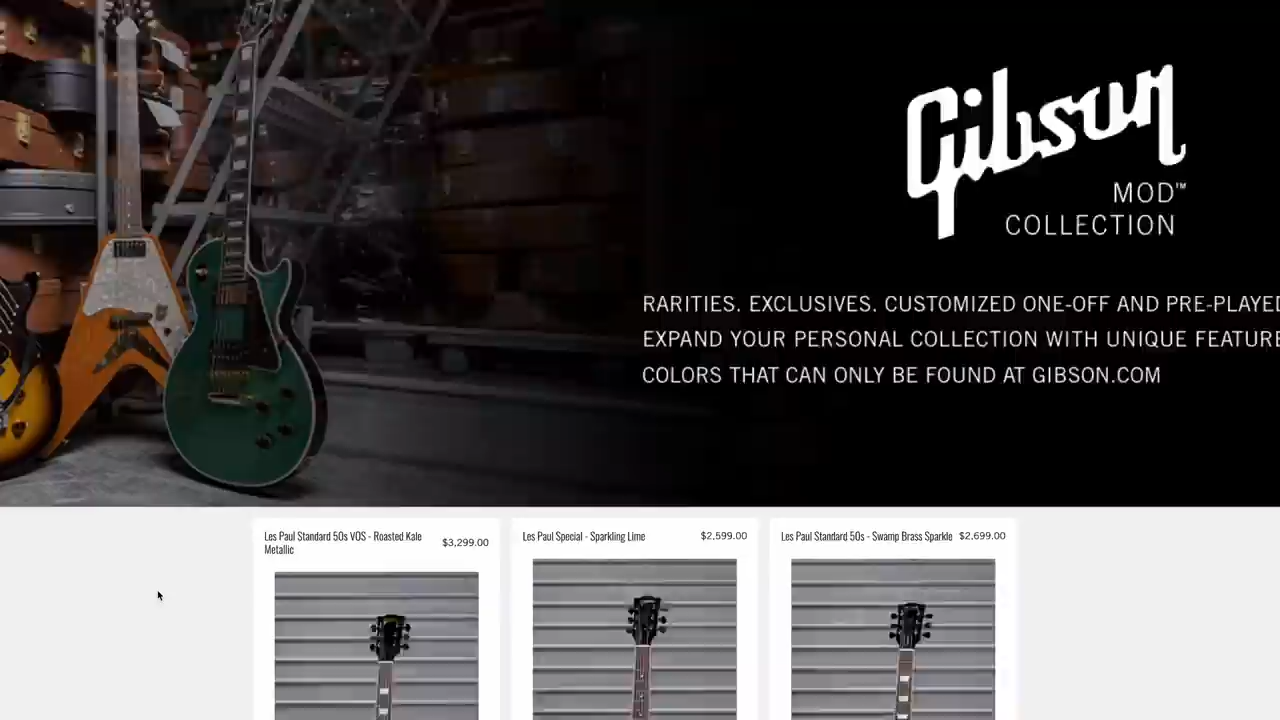 Gibson
MOD™
COLLECTION
RARITIES. EXCLUSIVES. CUSTOMIZED ONE-OFF AND PRE-PLAYED
EXPAND YOUR PERSONAL COLLECTION WITH UNIQUE FEATURE
COLORS THAT CAN ONLY BE FOUND AT GIBSON.COM
Les Paul Standard 50s VOS - Roasted Kale
Metallic
$3,299.00
Les Paul Special - Sparkling Lime
$2,599.00
Les Paul Standard 50s - Swamp Brass Sparkle
$2,699.00